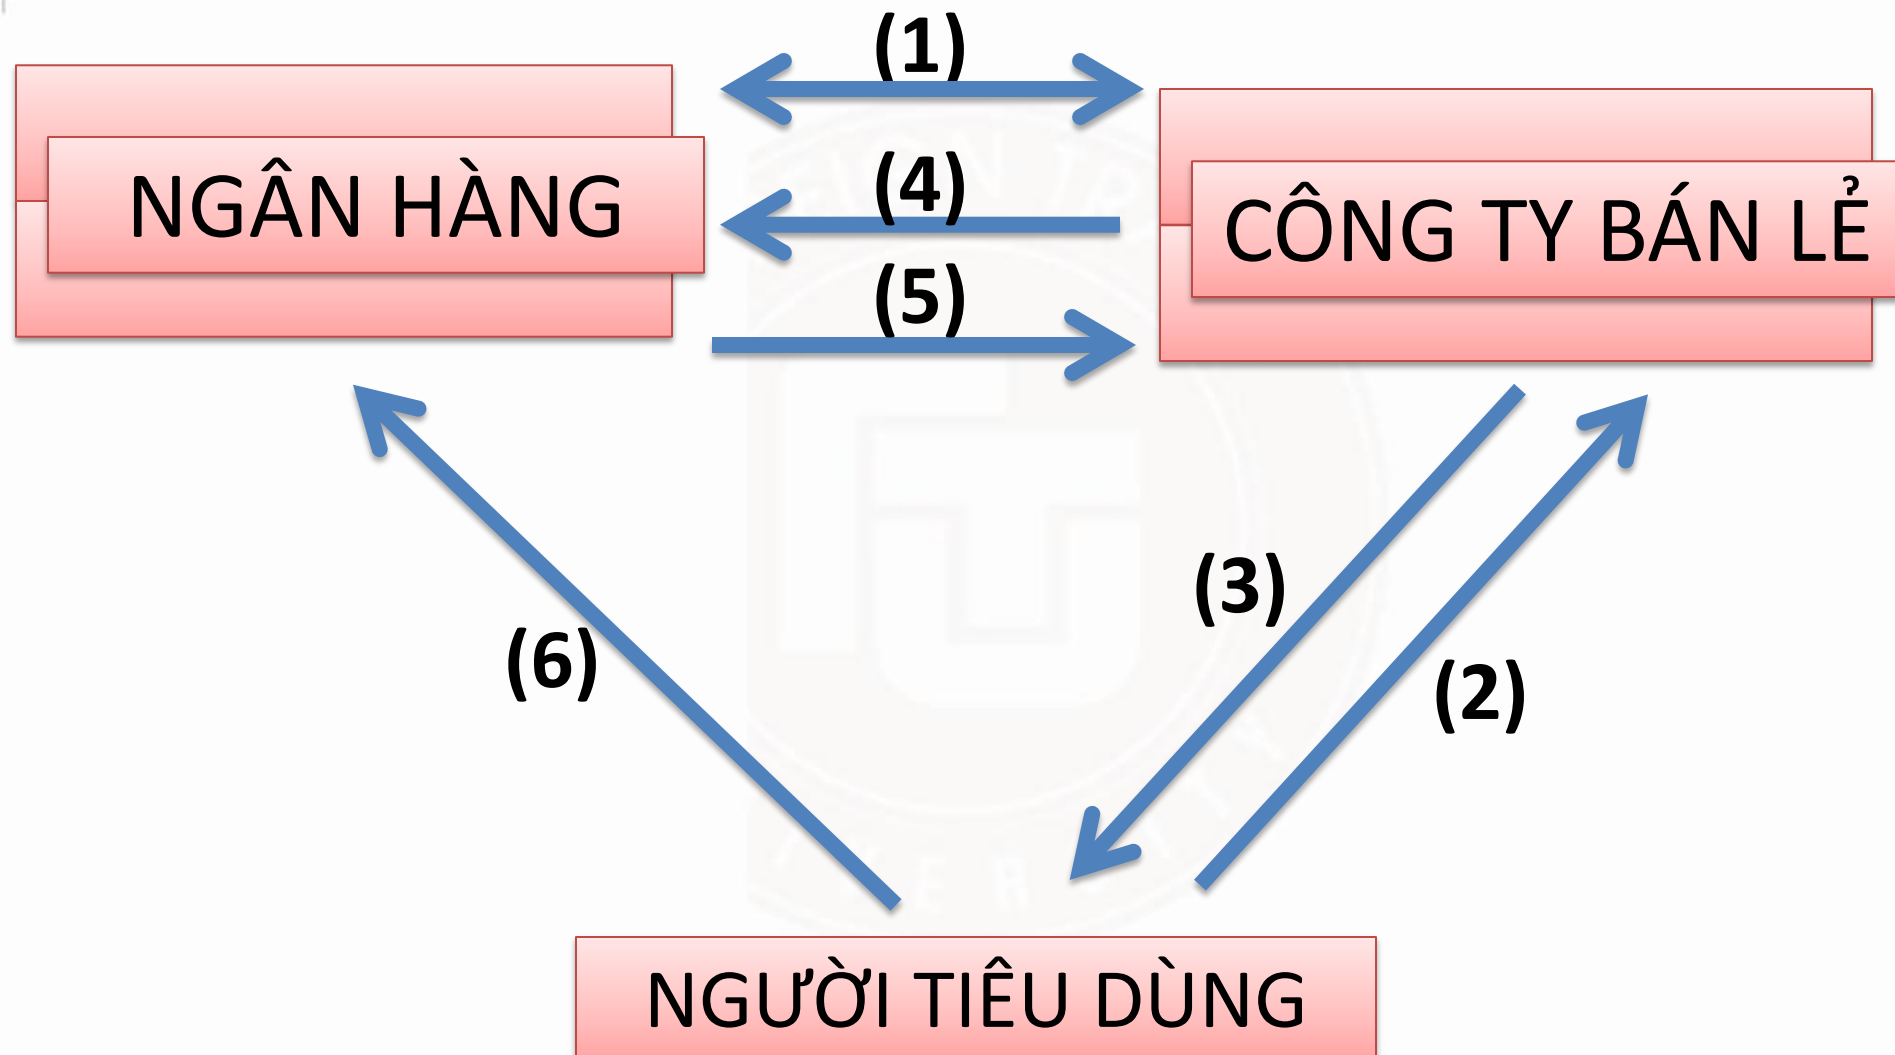 (1)
NGÂN HÀNG
(4)
CÔNG TY BÁN LẺ
(5)
(3)
(6)
(2)
NGƯỜI TIÊU DÙNG